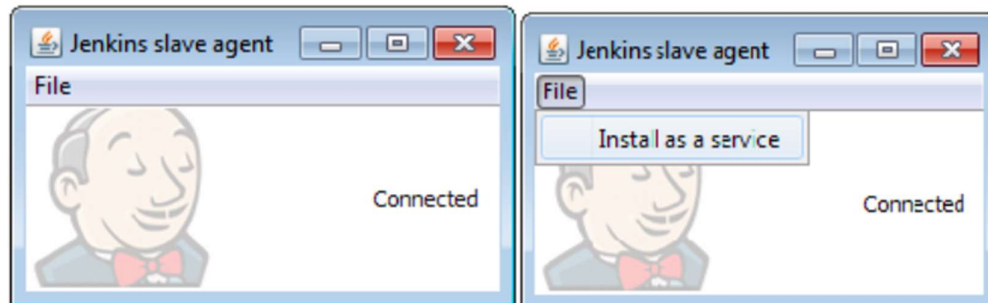 Jenkins slave agent
File
Connected
Jenkins slave agent
File
Install as a service
Connected